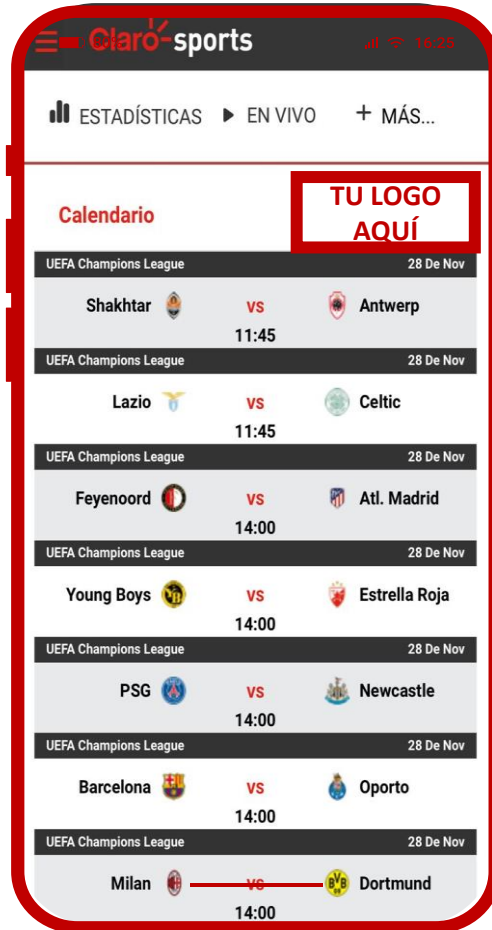 Claro-sports
16:25
ESTADÍSTICAS EN VIVO + MÁS...
Calendario
TU LOGO
AQUÍ
UEFA Champions League 28 De Nov
Shakhtar VS Antwerp
11:45
UEFA Champions League 28 De Nov
Lazio VS Celtic
11:45
UEFA Champions League 28 De Nov
Feyenoord VS Atl. Madrid
14:00
UEFA Champions League 28 De Nov
Young Boys VS Estrella Roja
14:00
UEFA Champions League 28 De Nov
PSG VS Newcastle
14:00
UEFA Champions League 28 De Nov
Barcelona VS Oporto
14:00
UEFA Champions League 28 De Nov
Milan VS Dortmund
14:00